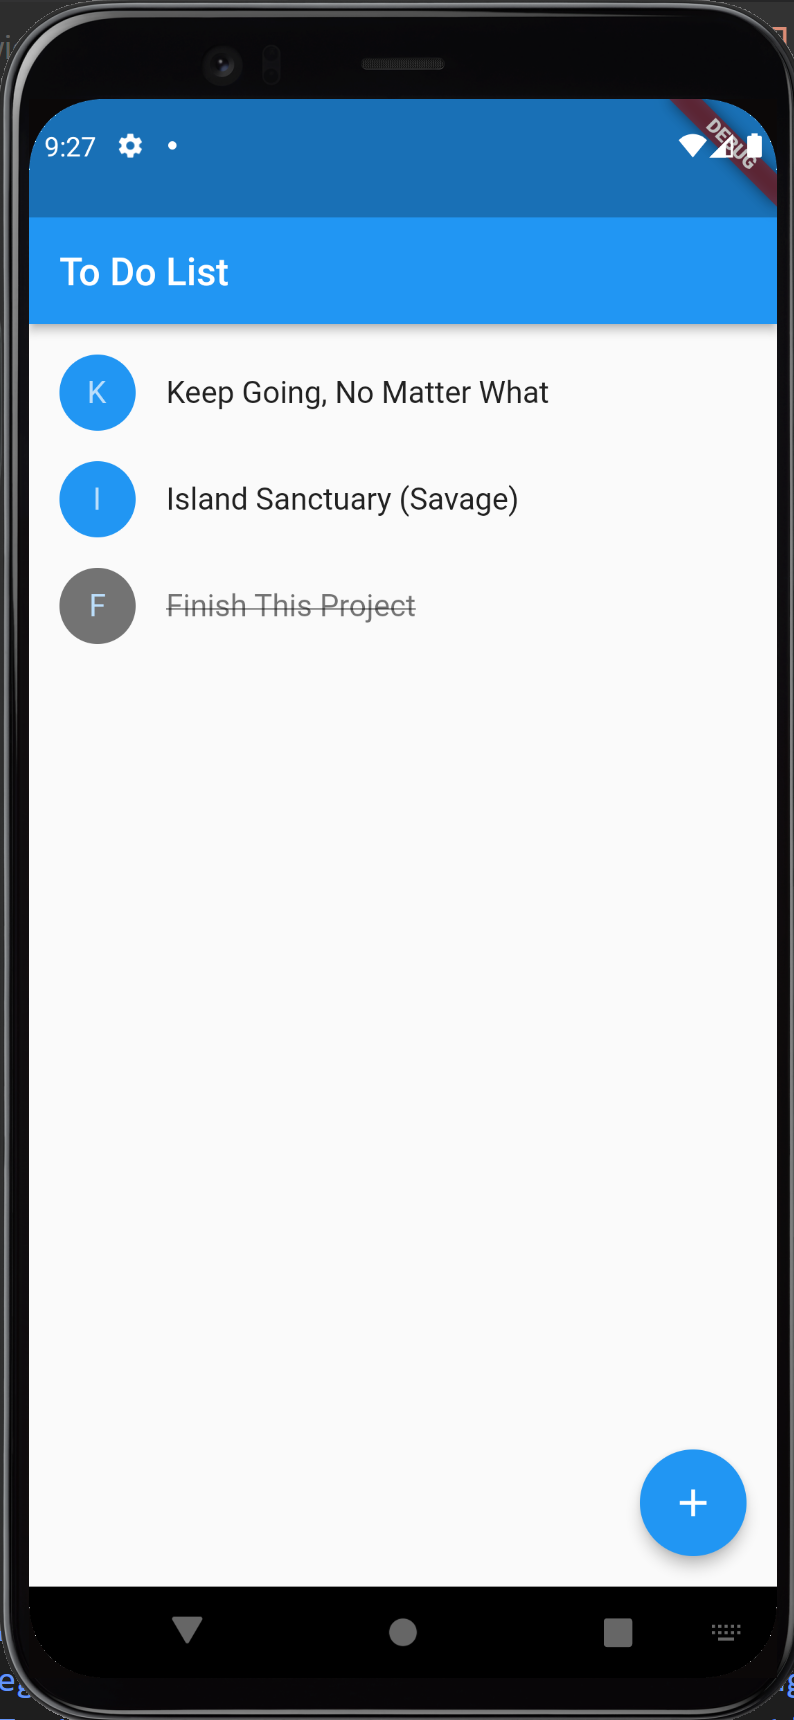 9:27
DEBUG
To Do List
K Keep Going, No Matter What
I Island Sanctuary (Savage)
F Finish This Project
+